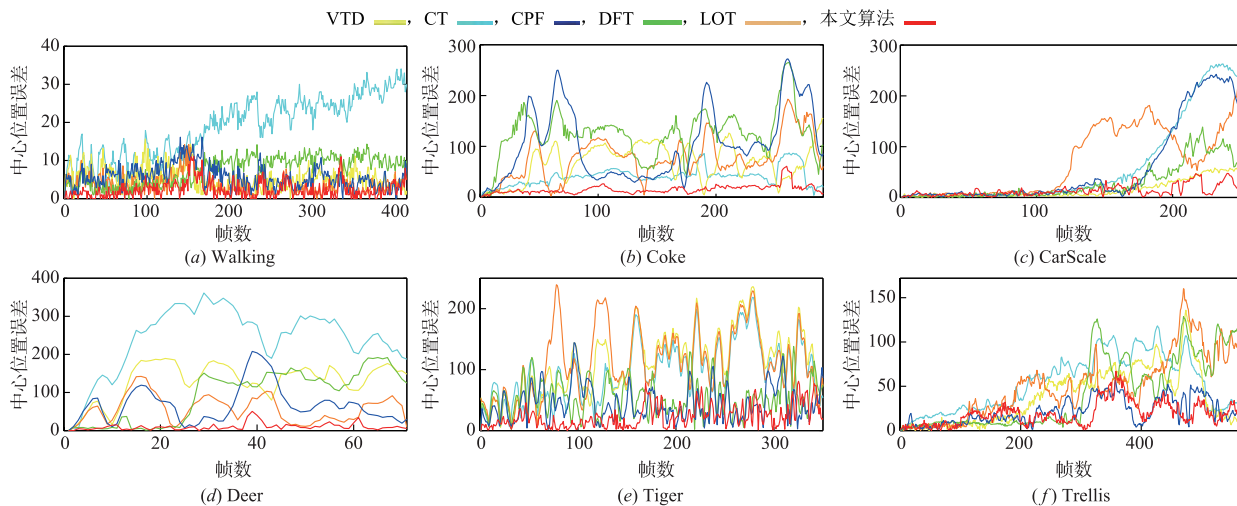 VTD ，CT ，CPF ，DFT ，LOT ，本文算法
40
30
20
10
0
0 100 200 300 400
中心位置误差
帧数
(a) Walking
300
200
100
0
0 100 200
中心位置误差
帧数
(b) Coke
300
200
100
0
0 100 200
中心位置误差
帧数
(c) CarScale
400
300
200
100
0
0 20 40 60
中心位置误差
帧数
(d) Deer
200
100
0
0 100 200 300
中心位置误差
帧数
(e) Tiger
150
100
50
0
0 200 400
中心位置误差
帧数
(f) Trellis